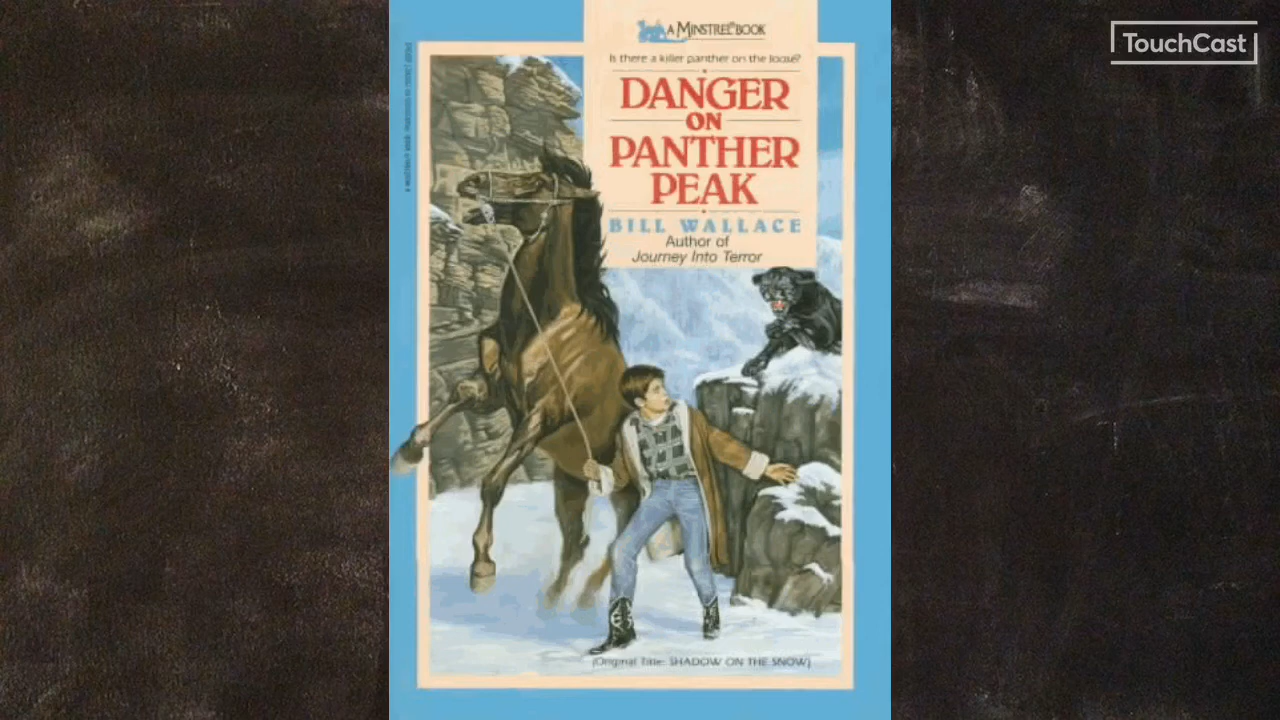 TouchCast
A MINSTREL® BOOK
Is there a killer panther on the loose?
DANGER
ON
PANTHER
PEAK
BILL WALLACE
Author of
Journey Into Terror
(Original Title: SHADOW ON THE SNOW)